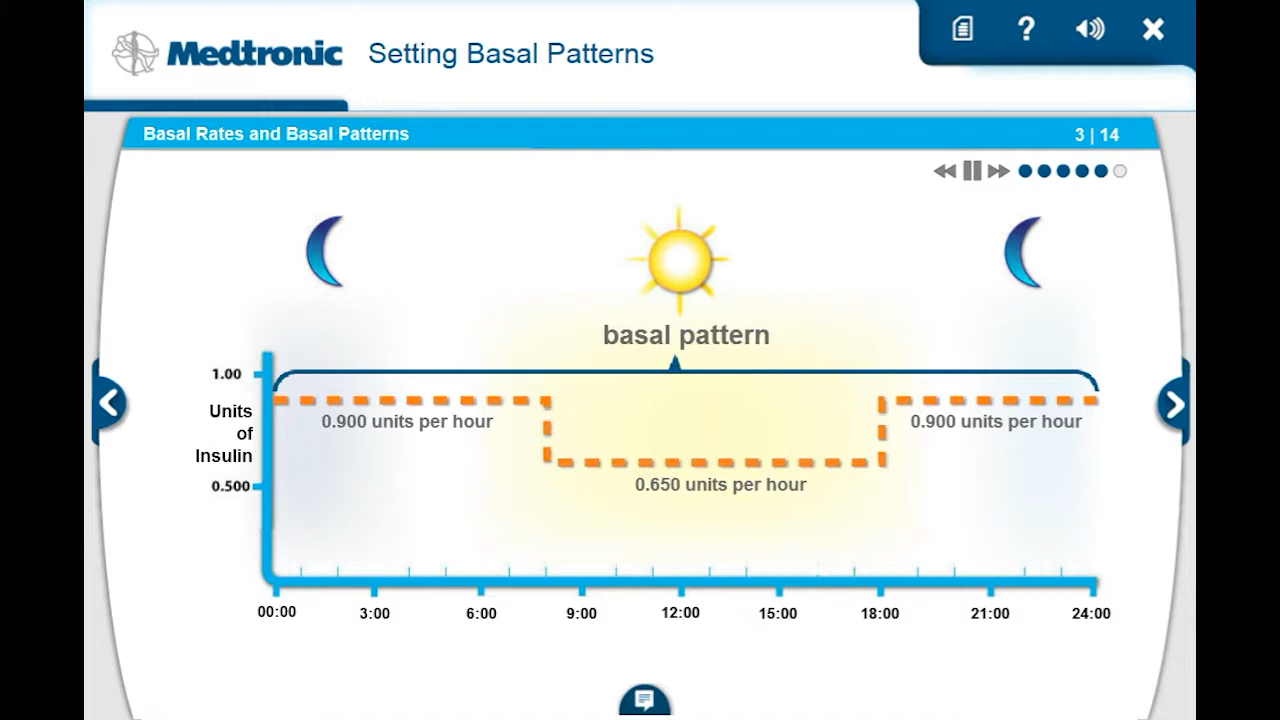 Medtronic Setting Basal Patterns
?
Basal Rates and Basal Patterns 3 | 14
basal pattern
1.00
Units
of
Insulin
0.900 units per hour
0.900 units per hour
0.650 units per hour
0.500
00:00 3:00 6:00 9:00 12:00 15:00 18:00 21:00 24:00